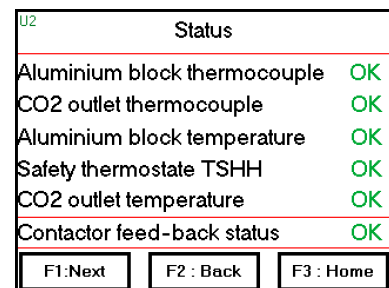 U2
Status
Aluminium block thermocouple OK
CO2 outlet thermocouple OK
Aluminium block temperature OK
Safety thermostate TSHH OK
CO2 outlet temperature OK
Contactor feed-back status OK
F1:Next F2 : Back F3 : Home